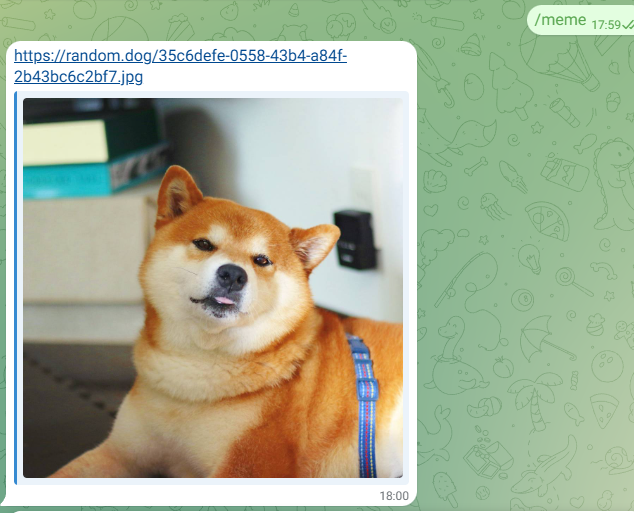 /meme 17:59
https://random.dog/35c6defe-0558-43b4-a84f-
2b43bc6c2bf7.jpg
18:00